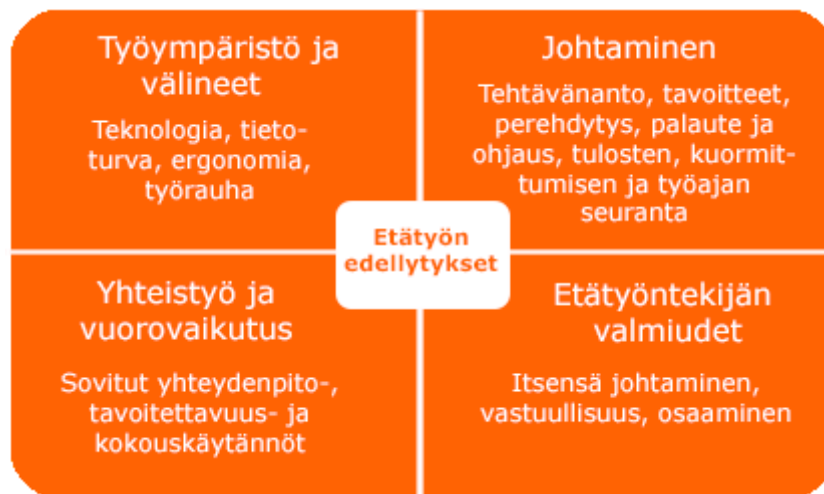 Työympäristö ja
välineet
Teknologia, tieto-
turva, ergonomia,
työrauha
Johtaminen
Tehtävänanto, tavoitteet,
perehdytys, palaute ja
ohjaus, tulosten, kuormit-
tumisen ja työajan
seuranta
Etätyön
edellytykset
Yhteistyö ja
vuorovaikutus
Sovitut yhteydenpito-,
tavoitettavuus- ja
kokouskäytännöt
Etätyöntekijän
valmiudet
Itsensä johtaminen,
vastuullisuus, osaaminen